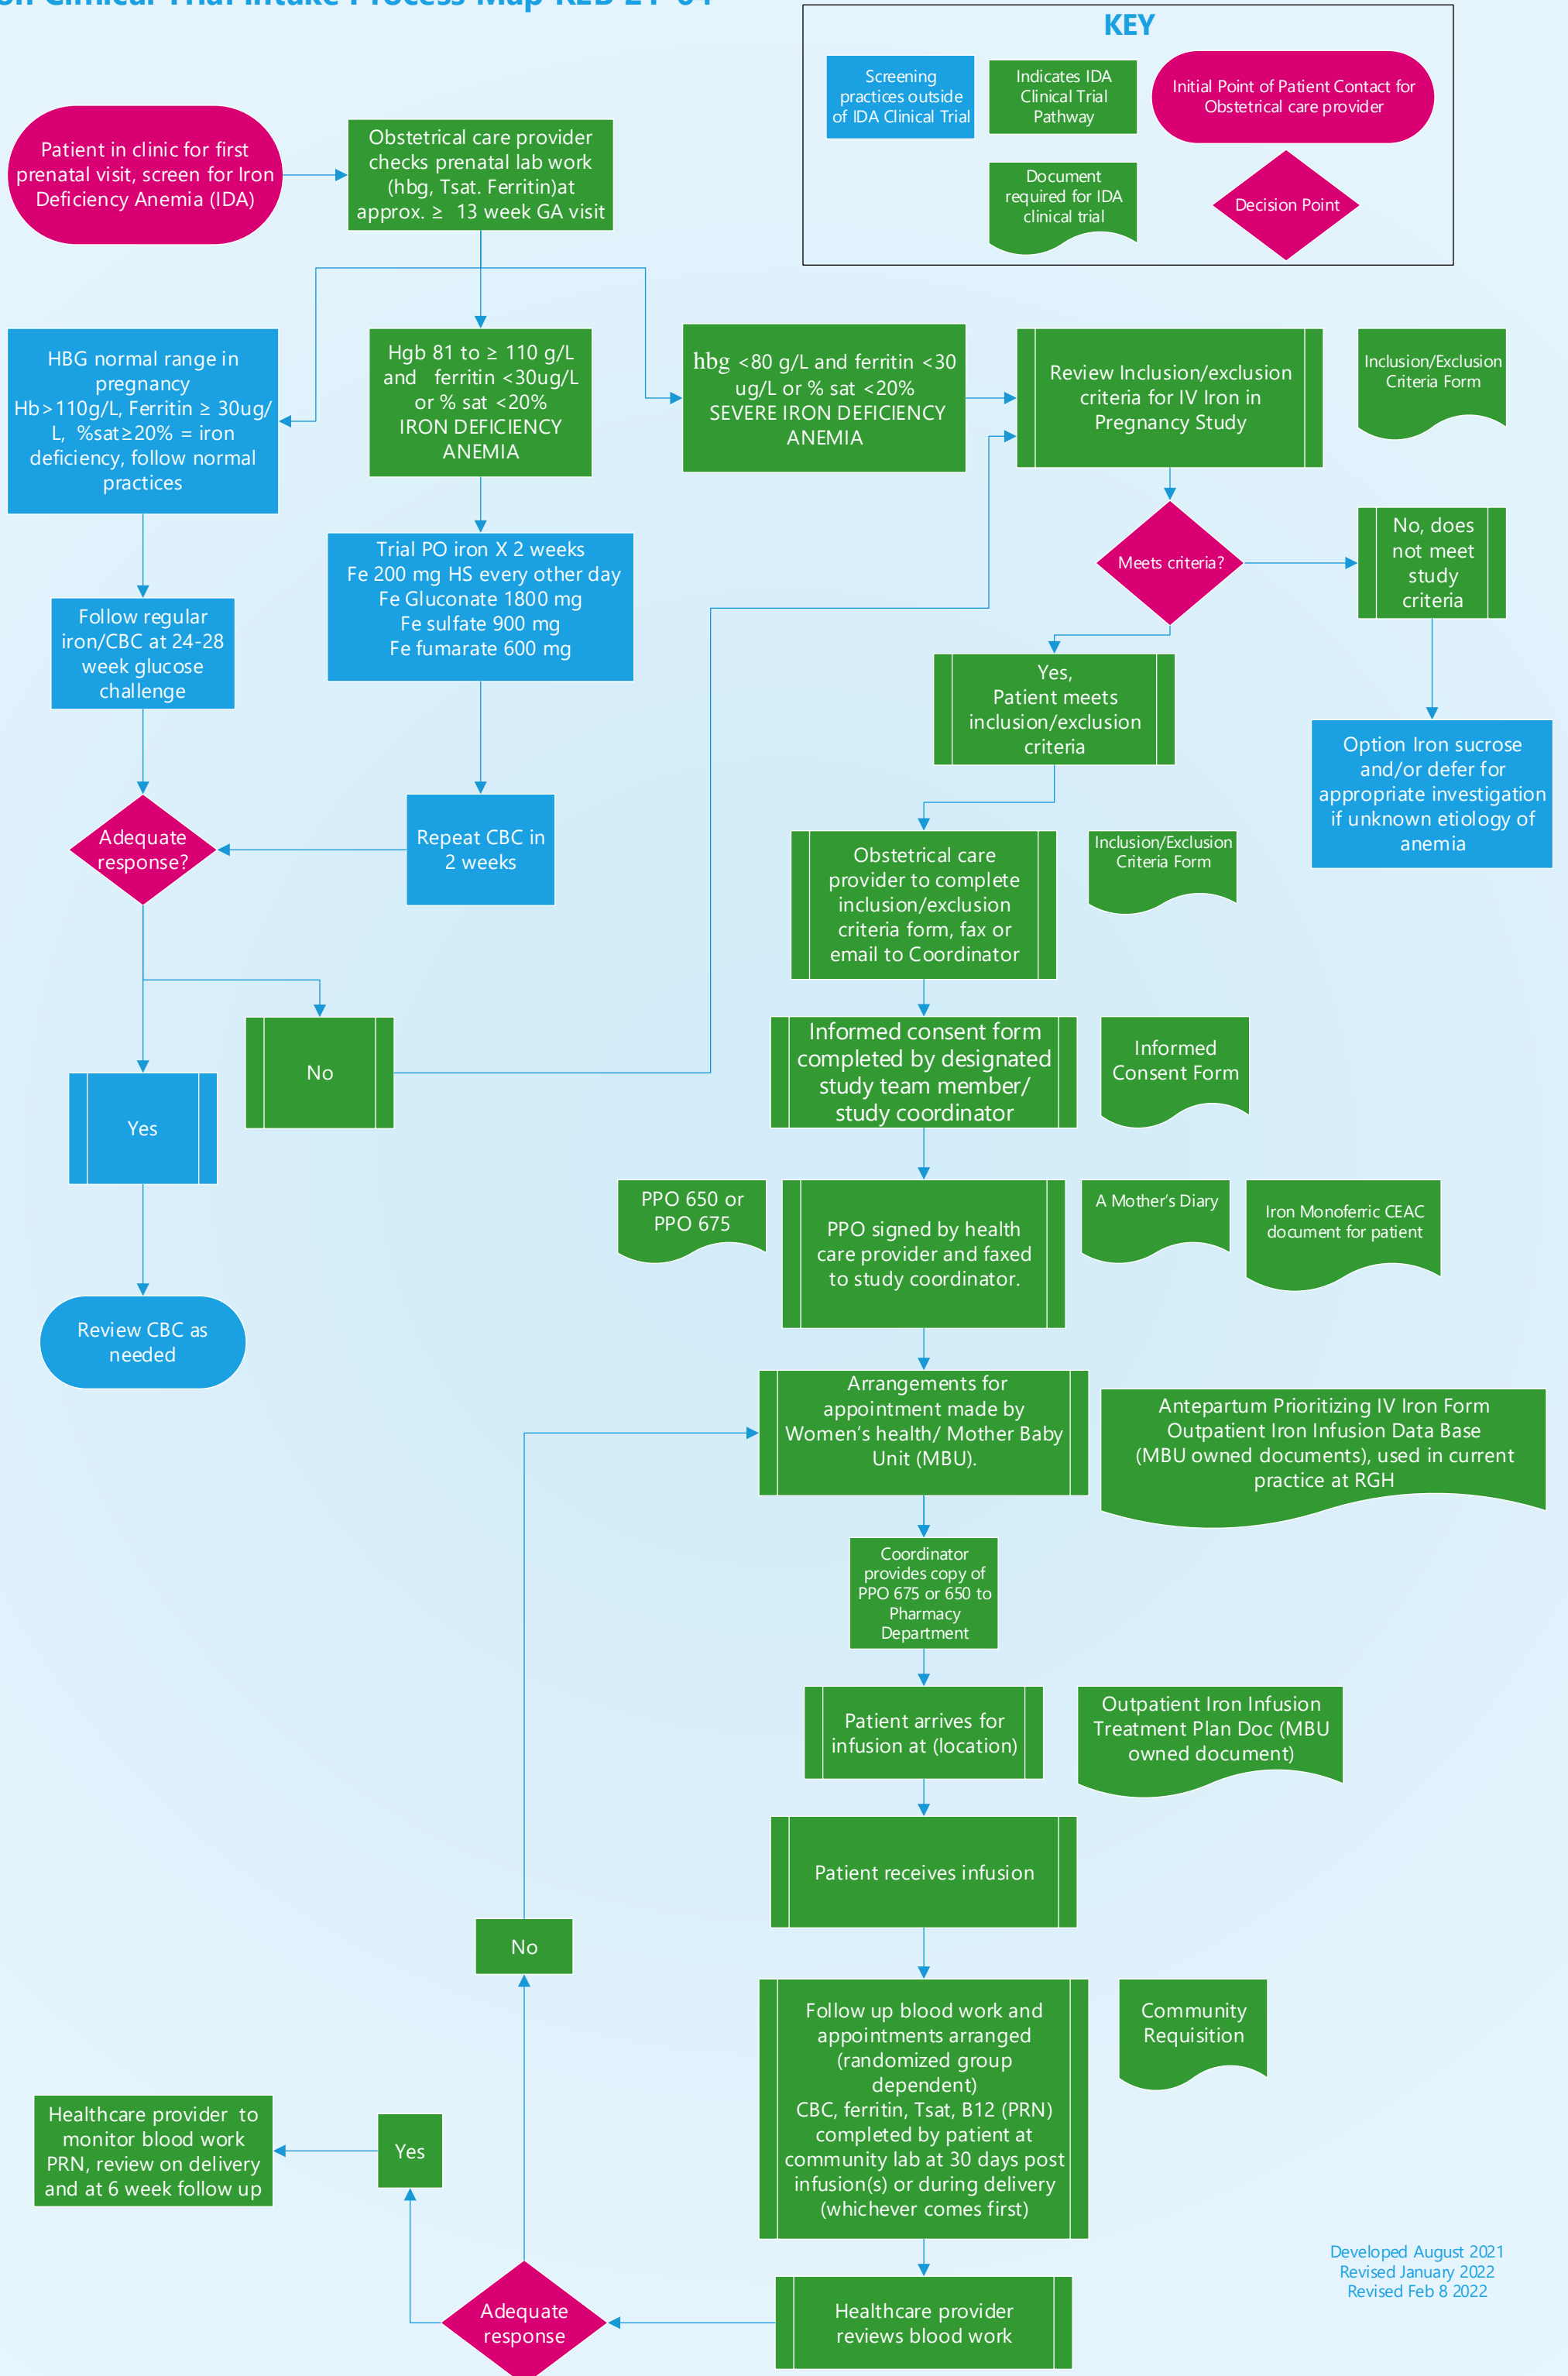 Clinical Trial Intake Process Map
KEY
Screening
practices outside
of IDA Clinical Trial
Indicates IDA
Clinical Trial
Pathway
Initial Point of Patient Contact for
Obstetrical care provider
Document
required for IDA
clinical trial
Decision Point
Patient in clinic for first
prenatal visit, screen for Iron
Deficiency Anemia (IDA)
Obstetrical care provider
checks prenatal lab work
(hbg, Tsat. Ferritin)at
approx. ≥ 13 week GA visit
HBG normal range in
pregnancy
Hb>110g/L, Ferritin ≥ 30ug/
L, %sat≥20% = iron
deficiency, follow normal
practices
Hgb 81 to ≥ 110 g/L
and ferritin <30ug/L
or % sat <20%
IRON DEFICIENCY
ANEMIA
hbg <80 g/L and ferritin <30
ug/L or % sat <20%
SEVERE IRON DEFICIENCY
ANEMIA
Review Inclusion/exclusion
criteria for IV Iron in
Pregnancy Study
Inclusion/Exclusion
Criteria Form
Meets criteria?
No, does
not meet
study
criteria
Trial PO iron X 2 weeks
Fe 200 mg HS every other day
Fe Gluconate 1800 mg
Fe sulfate 900 mg
Fe fumarate 600 mg
Follow regular
iron/CBC at 24-28
week glucose
challenge
Yes,
Patient meets
inclusion/exclusion
criteria
Option Iron sucrose
and/or defer for
appropriate investigation
if unknown etiology of
anemia
Adequate
response?
Repeat CBC in
2 weeks
Obstetrical care
provider to complete
inclusion/exclusion
criteria form, fax or
email to Coordinator
Inclusion/Exclusion
Criteria Form
No
Yes
Informed consent form
completed by designated
study team member/
study coordinator
Informed
Consent Form
PPO 650 or
PPO 675
PPO signed by health
care provider and faxed
to study coordinator.
A Mother's Diary
Iron Monoferric CEAC
document for patient
Review CBC as
needed
Arrangements for
appointment made by
Women's health/ Mother Baby
Unit (MBU).
Antepartum Prioritizing IV Iron Form
Outpatient Iron Infusion Data Base
(MBU owned documents), used in current
practice at RGH
Coordinator
provides copy of
PPO 675 or 650 to
Pharmacy
Department
Patient arrives for
infusion at (location)
Outpatient Iron Infusion
Treatment Plan Doc (MBU
owned document)
Patient receives infusion
No
Follow up blood work and
appointments arranged
(randomized group
dependent)
CBC, ferritin, Tsat, B12 (PRN)
completed by patient at
community lab at 30 days post
infusion(s) or during delivery
(whichever comes first)
Community
Requisition
Healthcare provider to
monitor blood work
PRN, review on delivery
and at 6 week follow up
Yes
Adequate
response
Healthcare provider
reviews blood work
Developed August 2021
Revised January 2022
Revised Feb 8 2022